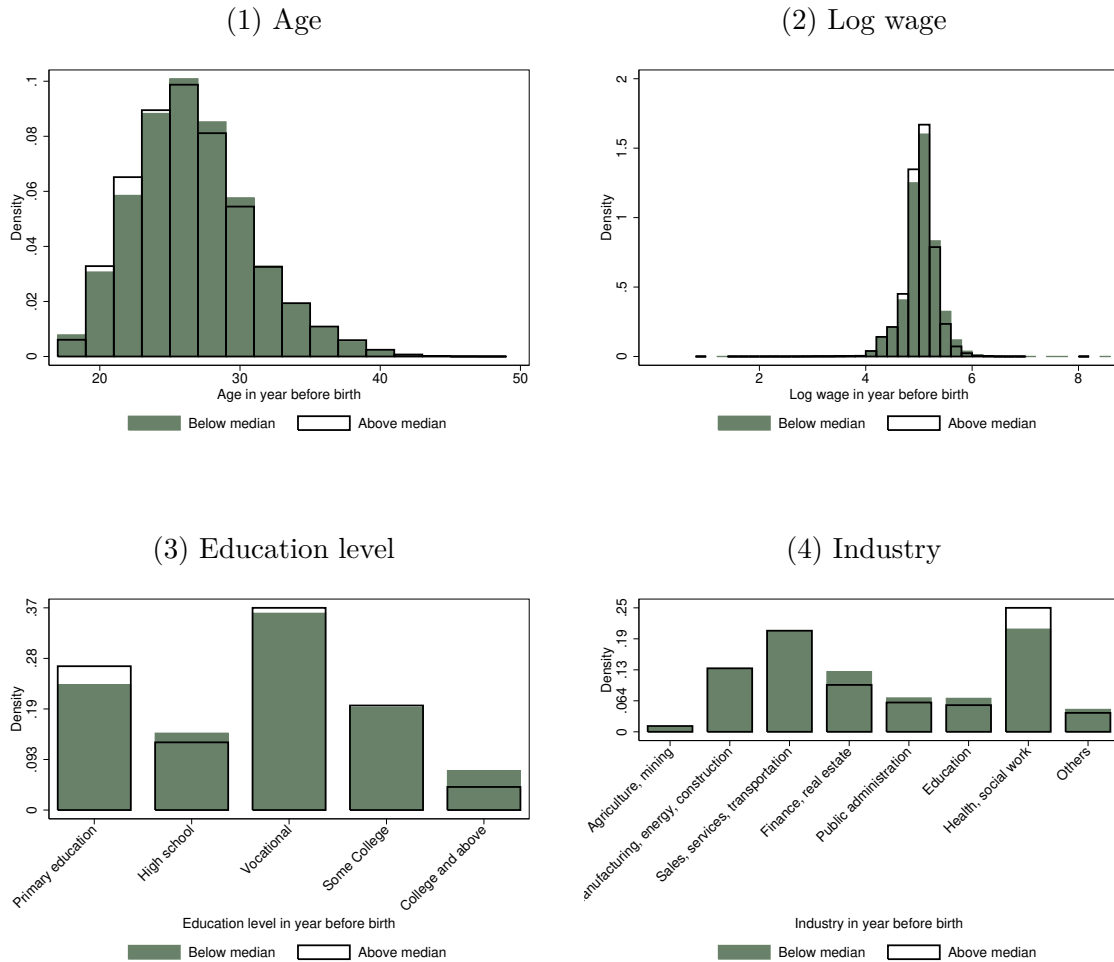 (1) Age
Density
0
.02
.04
.06
.08
.1
20
30
40
50
Age in year before birth
Below median
Above median
(2) Log wage
Density
0
.5
1
1.5
2
2
4
6
8
Log wage in year before birth
Below median
Above median
(3) Education level
Density
0
.093
.19
.28
.37
Primary education
High school
Vocational
Some College
College and above
Education level in year before birth
Below median
Above median
(4) Industry
Density
0
.064
.13
.19
.25
Agriculture, mining
anufacturing, energy, construction
Sales, services, transportation
Finance, real estate
Public administration
Education
Health, social work
Others
Industry in year before birth
Below median
Above median